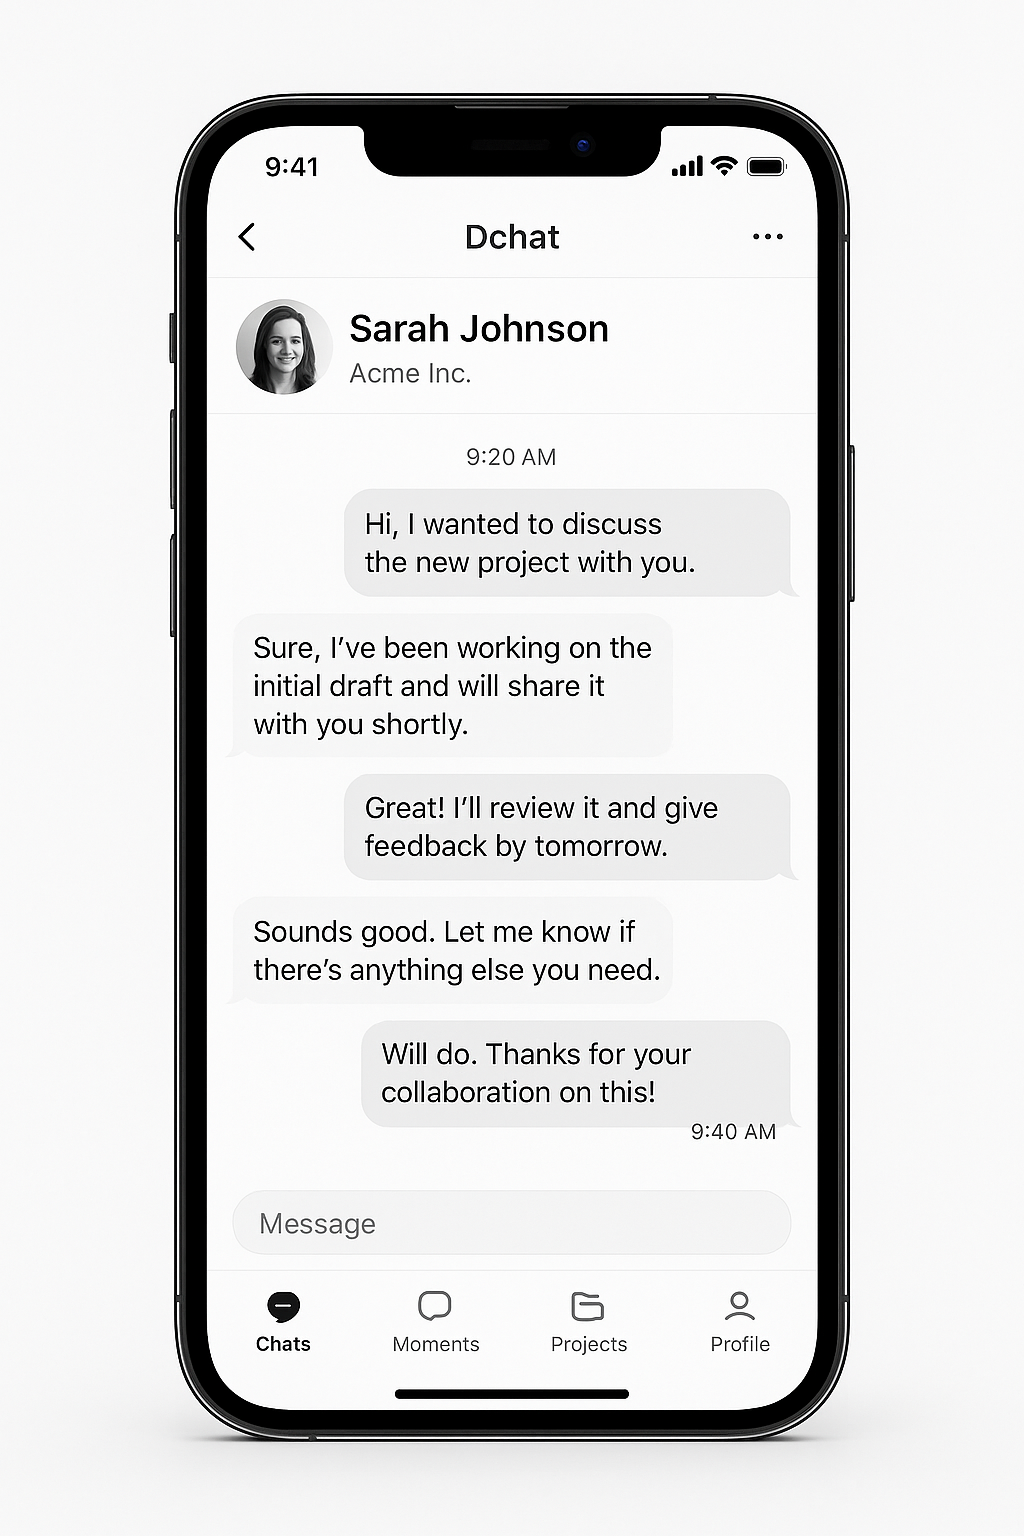 9:41
Dchat
Sarah Johnson
Acme Inc.
9:20 AM
Hi, I wanted to discuss
the new project with you.
Sure, I’ve been working on the
initial draft and will share it
with you shortly.
Great! I’ll review it and give
feedback by tomorrow.
Sounds good. Let me know if
there’s anything else you need.
Will do. Thanks for your
collaboration on this!
9:40 AM
Message
Chats
Moments
Projects
Profile